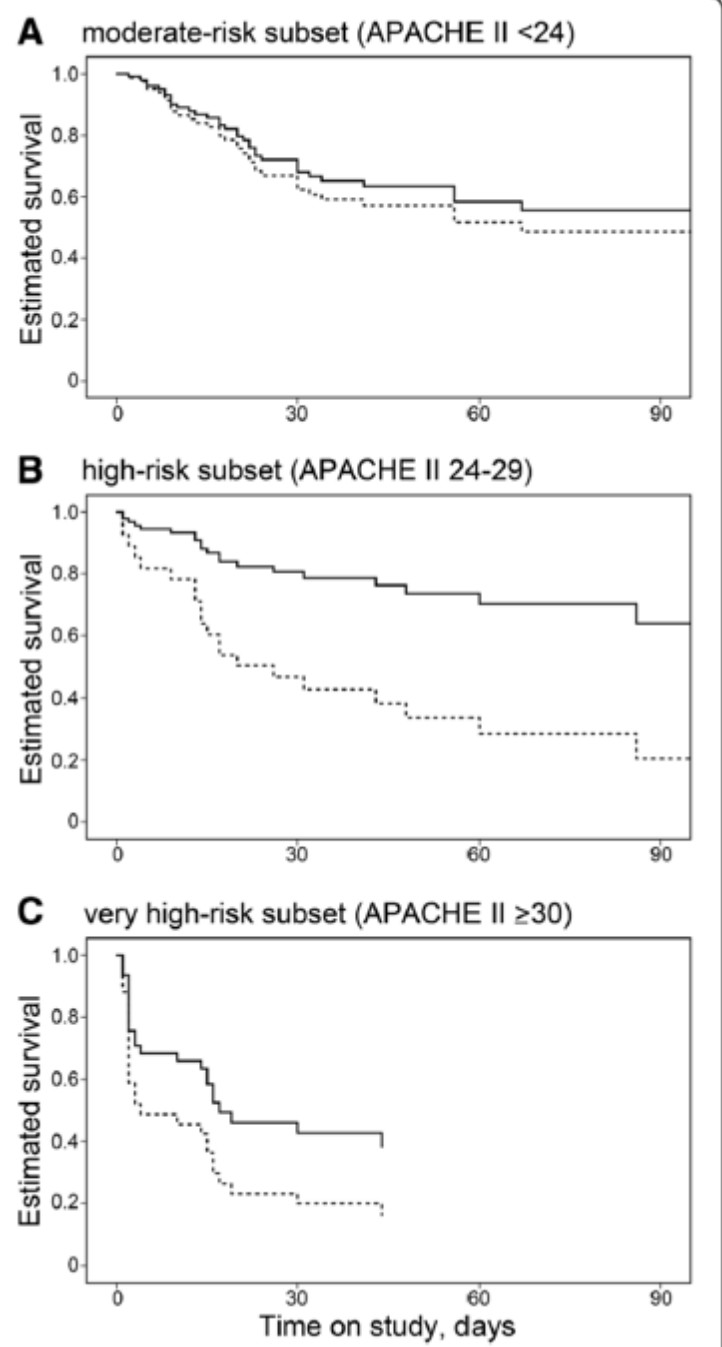 A moderate-risk subset (APACHE II <24)
Estimated survival
1.0
0.8
0.6
0.4
0.2
0
0 30 60 90
B high-risk subset (APACHE II 24-29)
Estimated survival
1.0
0.8
0.6
0.4
0.2
0
0 30 60 90
C very high-risk subset (APACHE II ≥30)
Estimated survival
1.0
0.8
0.6
0.4
0.2
0
0 30 60 90
Time on study, days